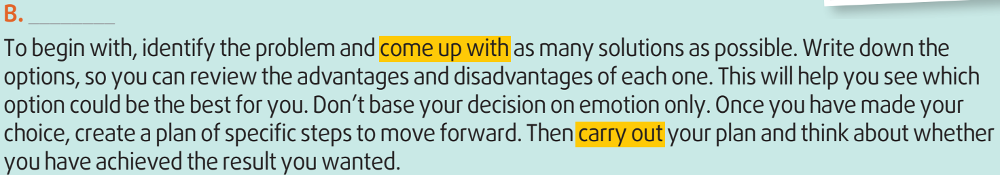 B. ________
To begin with, identify the problem and come up with as many solutions as possible. Write down the
options, so you can review the advantages and disadvantages of each one. This will help you see which
option could be the best for you. Don’t base your decision on emotion only. Once you have made your
choice, create a plan of specific steps to move forward. Then carry out your plan and think about whether
you have achieved the result you wanted.